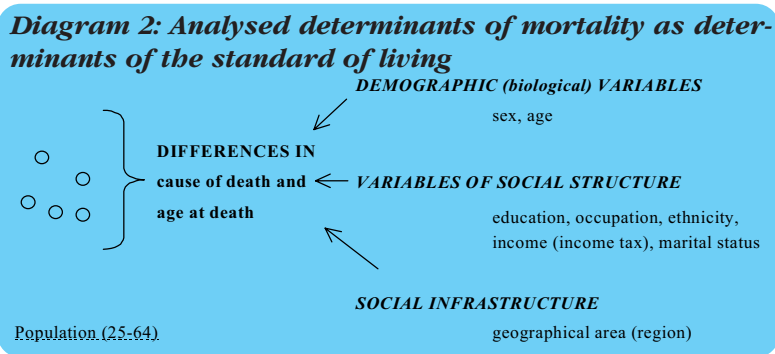 Diagram 2: Analysed determinants of mortality as deter-
minants of the standard of living
DEMOGRAPHIC (biological) VARIABLES
sex, age
DIFFERENCES IN
cause of death and
age at death
VARIABLES OF SOCIAL STRUCTURE
education, occupation, ethnicity,
income (income tax), marital status
SOCIAL INFRASTRUCTURE
geographical area (region)
Population (25-64)